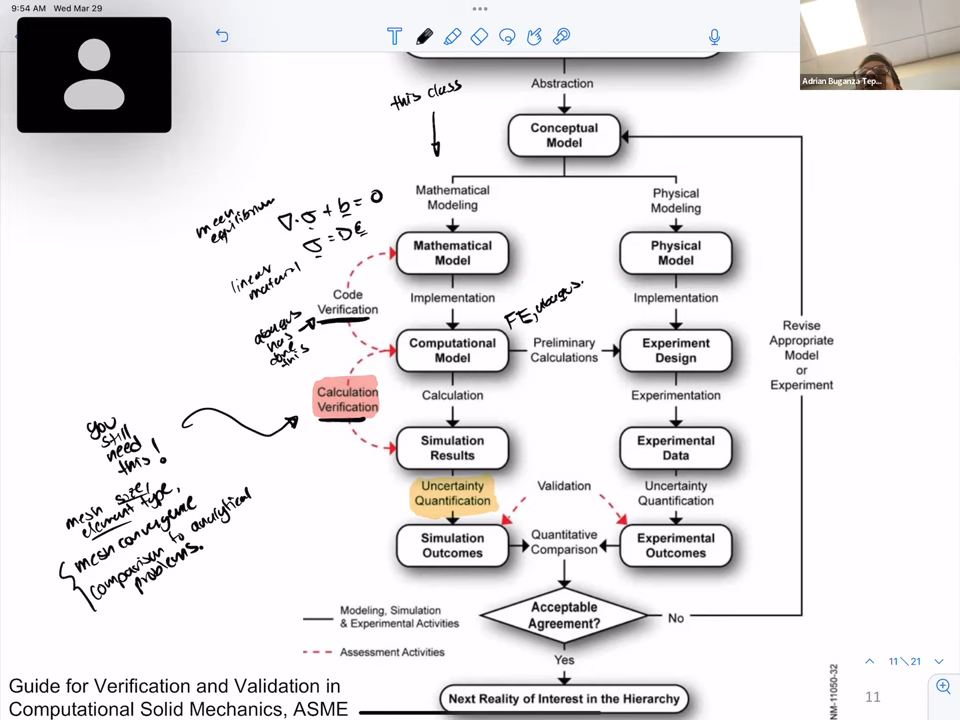 9:54 AM Wed Mar 29
Adrian Buganza-Tep...
Abstraction
this class
Conceptual
Model
Mathematical
Modeling
Physical
Modeling
mech
equilibrium
∇·σ + b = 0
σ = Dε
linear
material
Mathematical
Model
Physical
Model
Code
Verification
Implementation
FE, abaqus.
Implementation
abaqus
has
done
this
Computational
Model
Preliminary
Calculations
Experiment
Design
Revise
Appropriate
Model
or
Experiment
Calculation
Verification
Calculation
Experimentation
you
still
need
this!
Simulation
Results
Experimental
Data
mesh size,
element type,
mesh convergence
comparison to analytical
problems.
Uncertainty
Quantification
Validation
Uncertainty
Quantification
Simulation
Outcomes
Quantitative
Comparison
Experimental
Outcomes
Modeling, Simulation
& Experimental Activities
Acceptable
Agreement?
No
Assessment Activities
Yes
Next Reality of Interest in the Hierarchy
Guide for Verification and Validation in
Computational Solid Mechanics, ASME
NM-11050-32
11
11\21